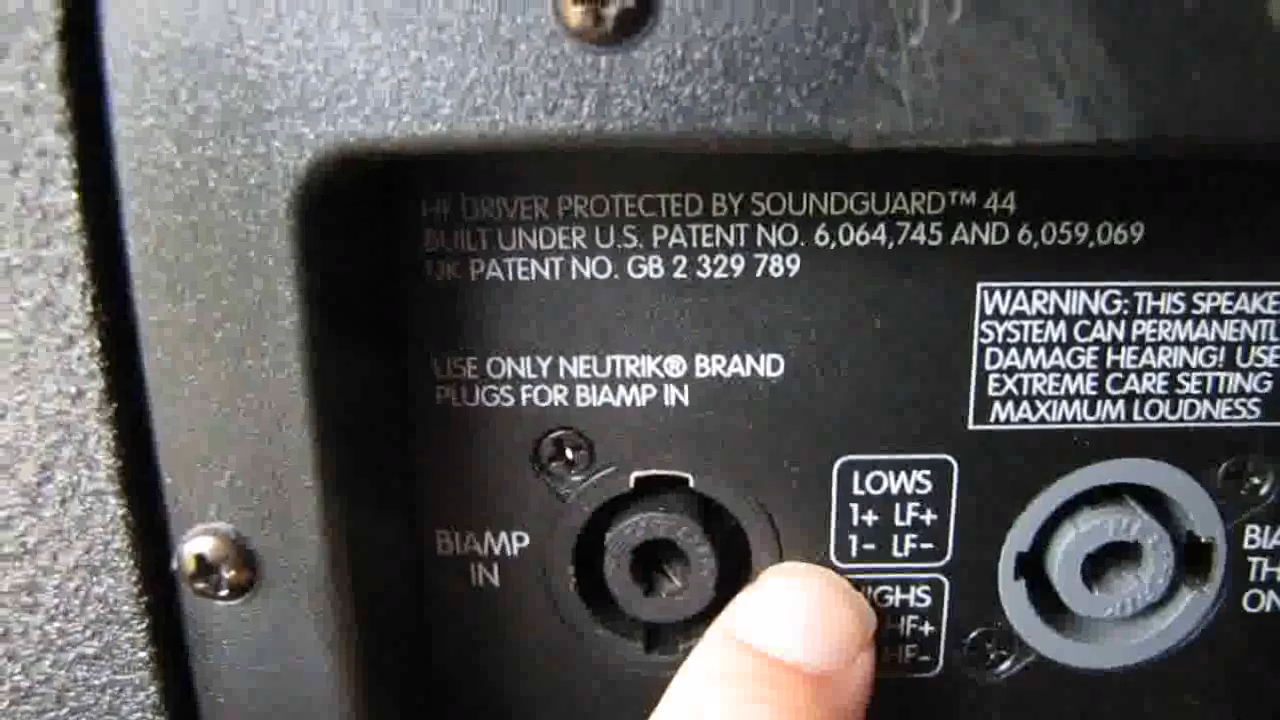 HF DRIVER PROTECTED BY SOUNDGUARD™ 44
BUILT UNDER U.S. PATENT NO. 6,064,745 AND 6,059,069
UK PATENT NO. GB 2 329 789
WARNING: THIS SPEAKE
SYSTEM CAN PERMANENTL
DAMAGE HEARING! USE
EXTREME CARE SETTING
MAXIMUM LOUDNESS
USE ONLY NEUTRIK® BRAND
PLUGS FOR BIAMP IN
BIAMP
IN
LOWS
1+ LF+
1- LF-
IGHS
HF+
HF-
BIA
TH
ON